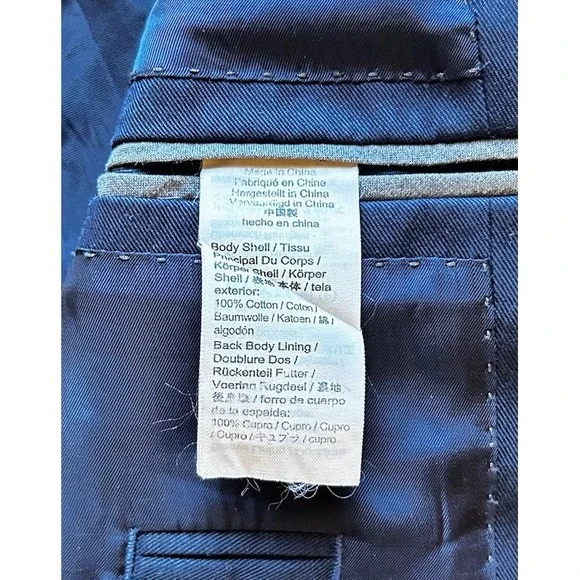 Made in China
Fabriqué en Chine
Hergestellt in China
Vervaardigd in China
中国製
hecho en china
Body Shell / Tissu
Principal Du Corps /
Körper Shell / Körper
Shell / 表地本体 / tela
exterior:
100% Cotton / Coton /
Baumwolle / Katoen / 綿 /
algodón
Back Body Lining /
Doublure Dos /
Rückenteil Futter /
Voering Rugdeel / 裏地
後身頃 / forro de cuerpo
de la espalda:
100% Cupro / Cupro / Cupro
/ Cupro / キュプラ / cupro